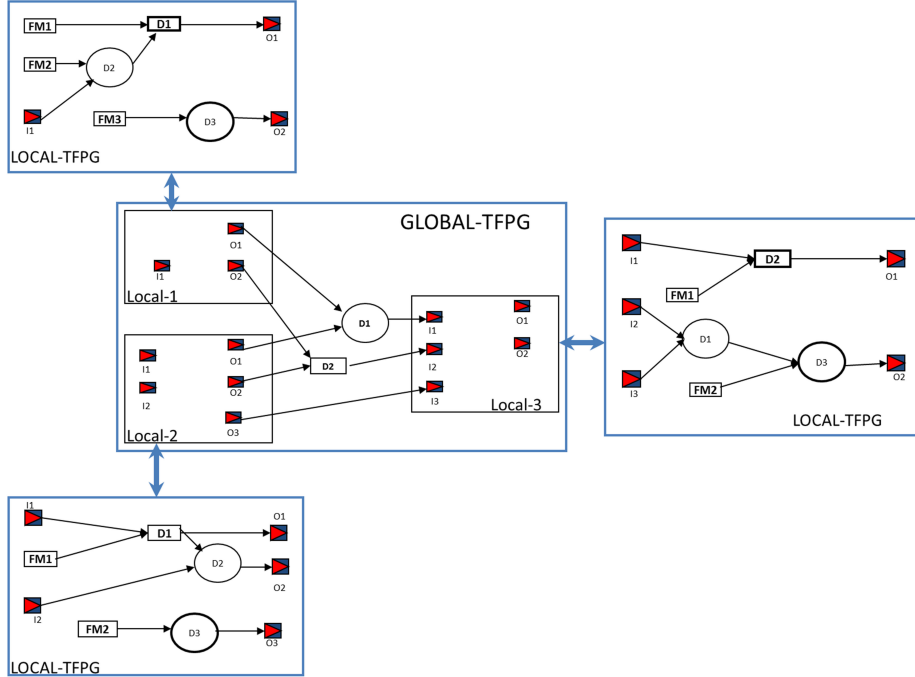 FM1
D1
O1
FM2
D2
I1
FM3
D3
O2
LOCAL-TFPG
GLOBAL-TFPG
O1
I1
O2
Local-1
D1
I1
O1
I1
I2
O2
D2
I2
O1
O2
I3
O3
Local-2
Local-3
I1
D2
O1
FM1
I2
D1
D3
I3
FM2
O2
LOCAL-TFPG
I1
D1
O1
FM1
D2
O2
I2
FM2
D3
O3
LOCAL-TFPG